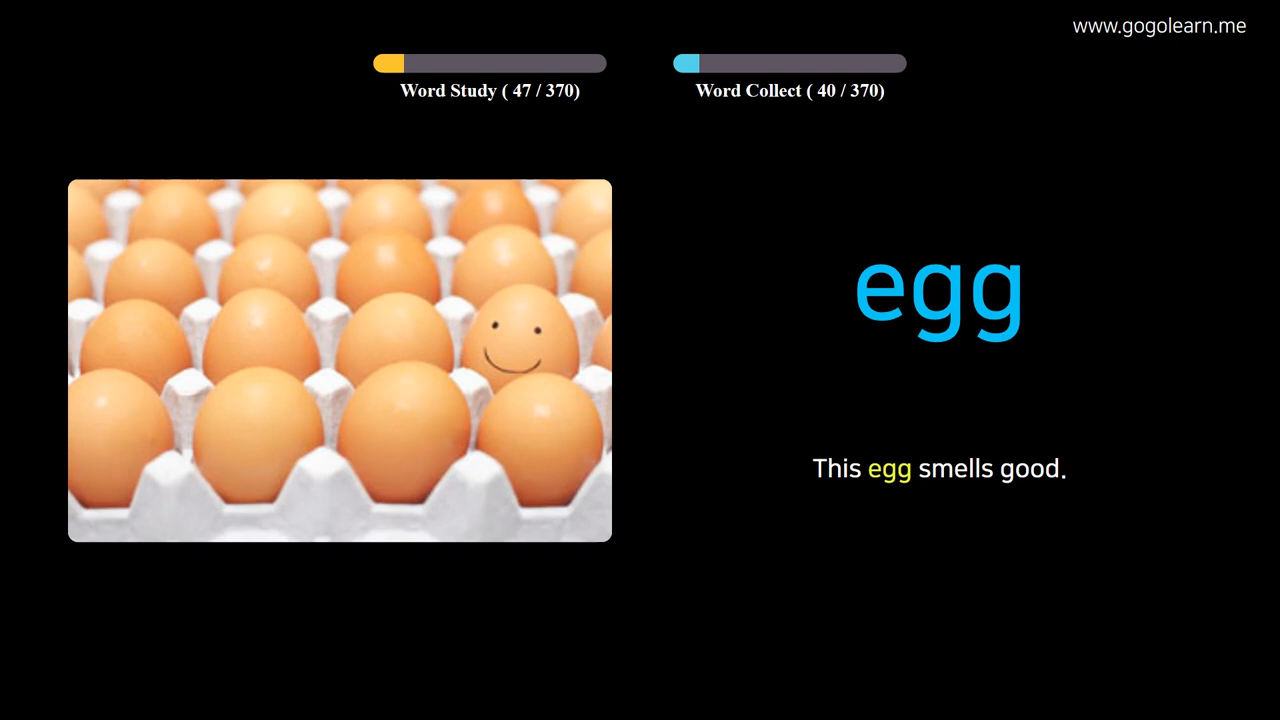 www.gogolearn.me
Word Study ( 47 / 370)
Word Collect ( 40 / 370)
egg
This egg smells good.